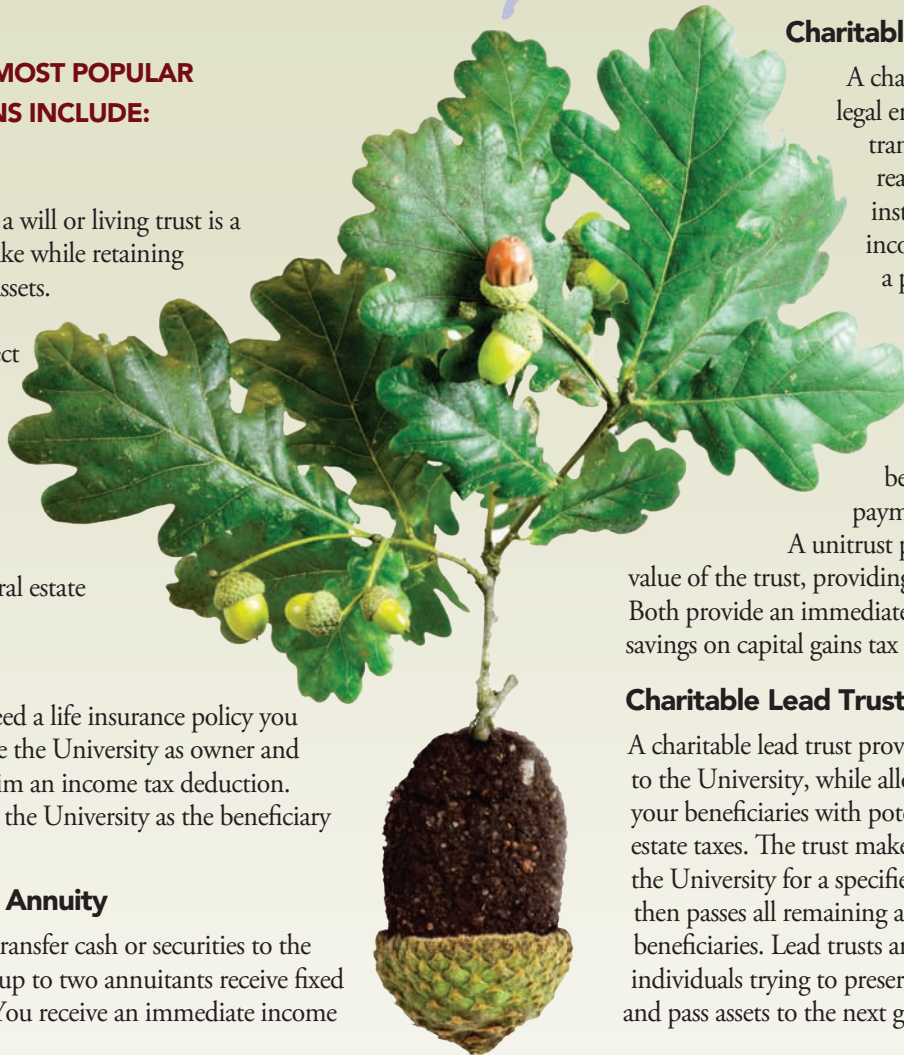 MOST POPULAR
NS INCLUDE:
a will or living trust is a
ke while retaining
ssets.
ect
ral estate
eed a life insurance policy you
e the University as owner and
im an income tax deduction.
the University as the beneficiary
Annuity
ransfer cash or securities to the
up to two annuitants receive fixed
You receive an immediate income
Charitabl
A cha
legal en
tran
rea
inst
inco
a p
be
paym
A unitrust p
value of the trust, providing
Both provide an immediate
savings on capital gains tax
Charitable Lead Trust
A charitable lead trust prov
to the University, while allo
your beneficiaries with pote
estate taxes. The trust make
the University for a specifie
then passes all remaining a
beneficiaries. Lead trusts ar
individuals trying to preser
and pass assets to the next g